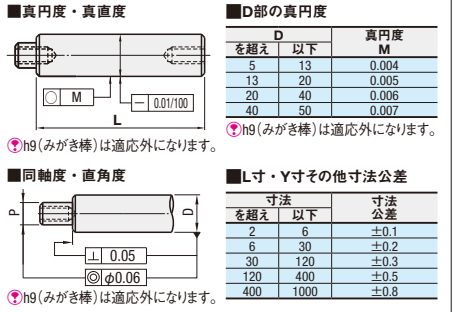 ■真円度・真直度
○ M
― 0.01/100
L
h9(みがき棒)は適応外になります。
■D部の真円度
D 真円度
を超え 以下 M
5 13 0.004
13 20 0.005
20 40 0.006
40 50 0.007
h9(みがき棒)は適応外になります。
■同軸度・直角度
P
D
⊥ 0.05
◎ φ0.06
h9(みがき棒)は適応外になります。
■L寸・Y寸その他寸法公差
寸法 寸法
を超え 以下 公差
2 6 ±0.1
6 30 ±0.2
30 120 ±0.3
120 400 ±0.5
400 1000 ±0.8